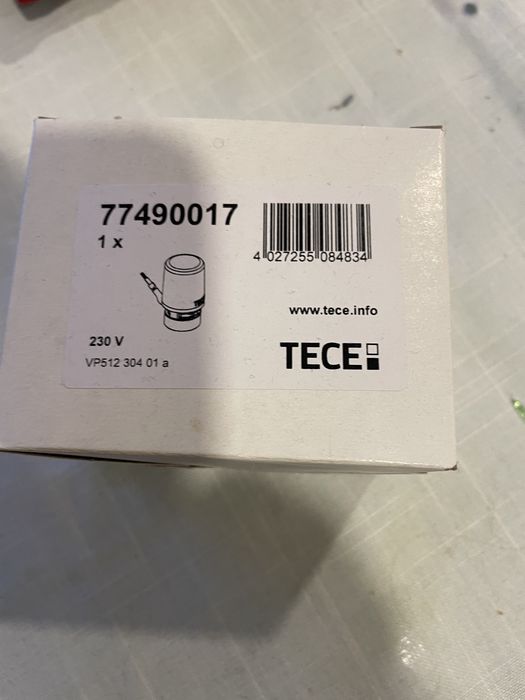 77490017
1 x
4 027255 084834
www.tece.info
230 V
VP512 304 01 a
TECE